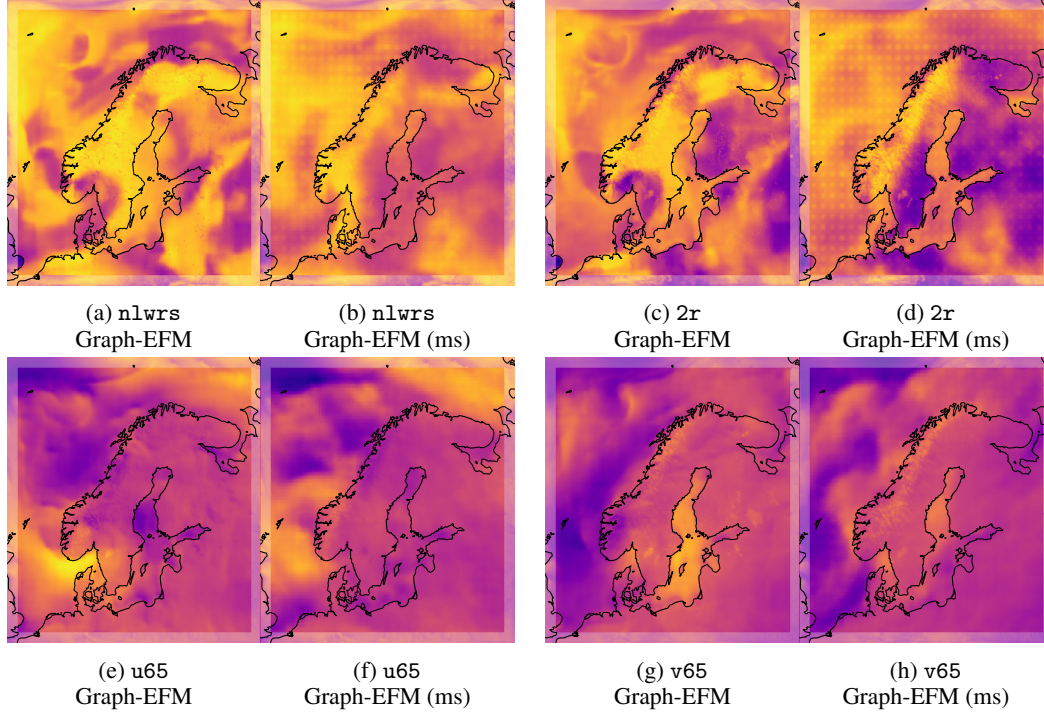 (a) nlwrs
Graph-EFM
(b) nlwrs
Graph-EFM (ms)
(c) 2r
Graph-EFM
(d) 2r
Graph-EFM (ms)
(e) u65
Graph-EFM
(f) u65
Graph-EFM (ms)
(g) v65
Graph-EFM
(h) v65
Graph-EFM (ms)